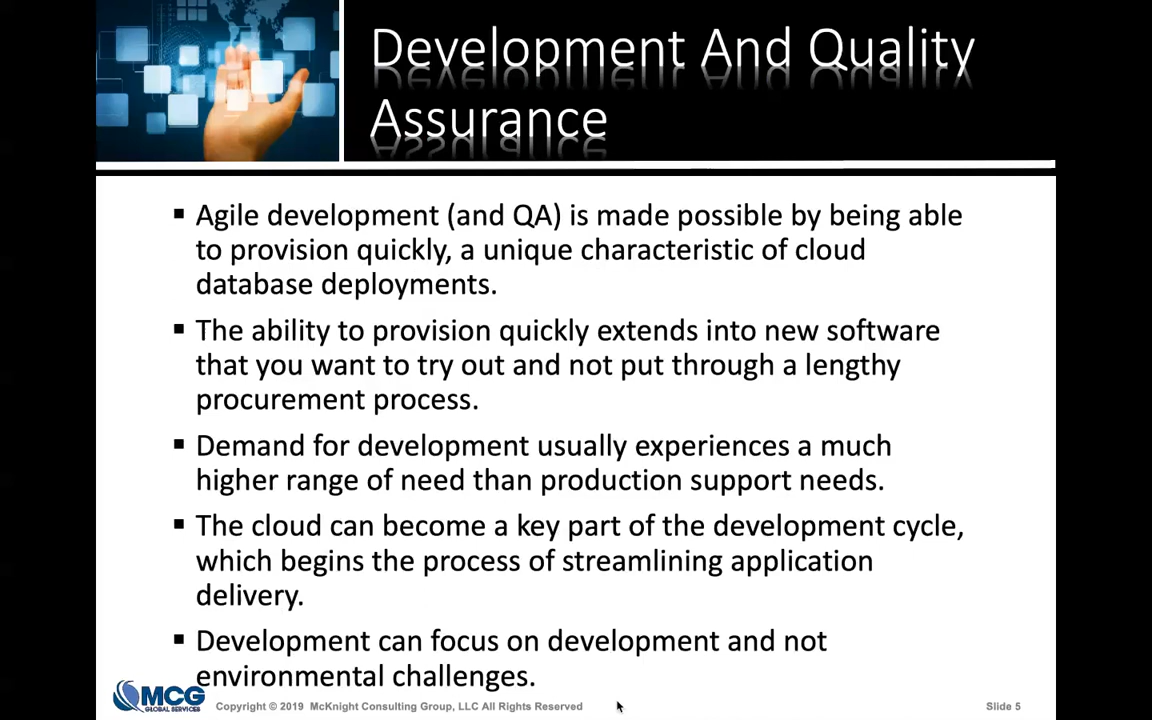 Development And Quality
Assurance
▪ Agile development (and QA) is made possible by being able
to provision quickly, a unique characteristic of cloud
database deployments.
▪ The ability to provision quickly extends into new software
that you want to try out and not put through a lengthy
procurement process.
▪ Demand for development usually experiences a much
higher range of need than production support needs.
▪ The cloud can become a key part of the development cycle,
which begins the process of streamlining application
delivery.
▪ Development can focus on development and not
environmental challenges.
MCG
GLOBAL SERVICES
Copyright © 2019 McKnight Consulting Group, LLC All Rights Reserved
Slide 5